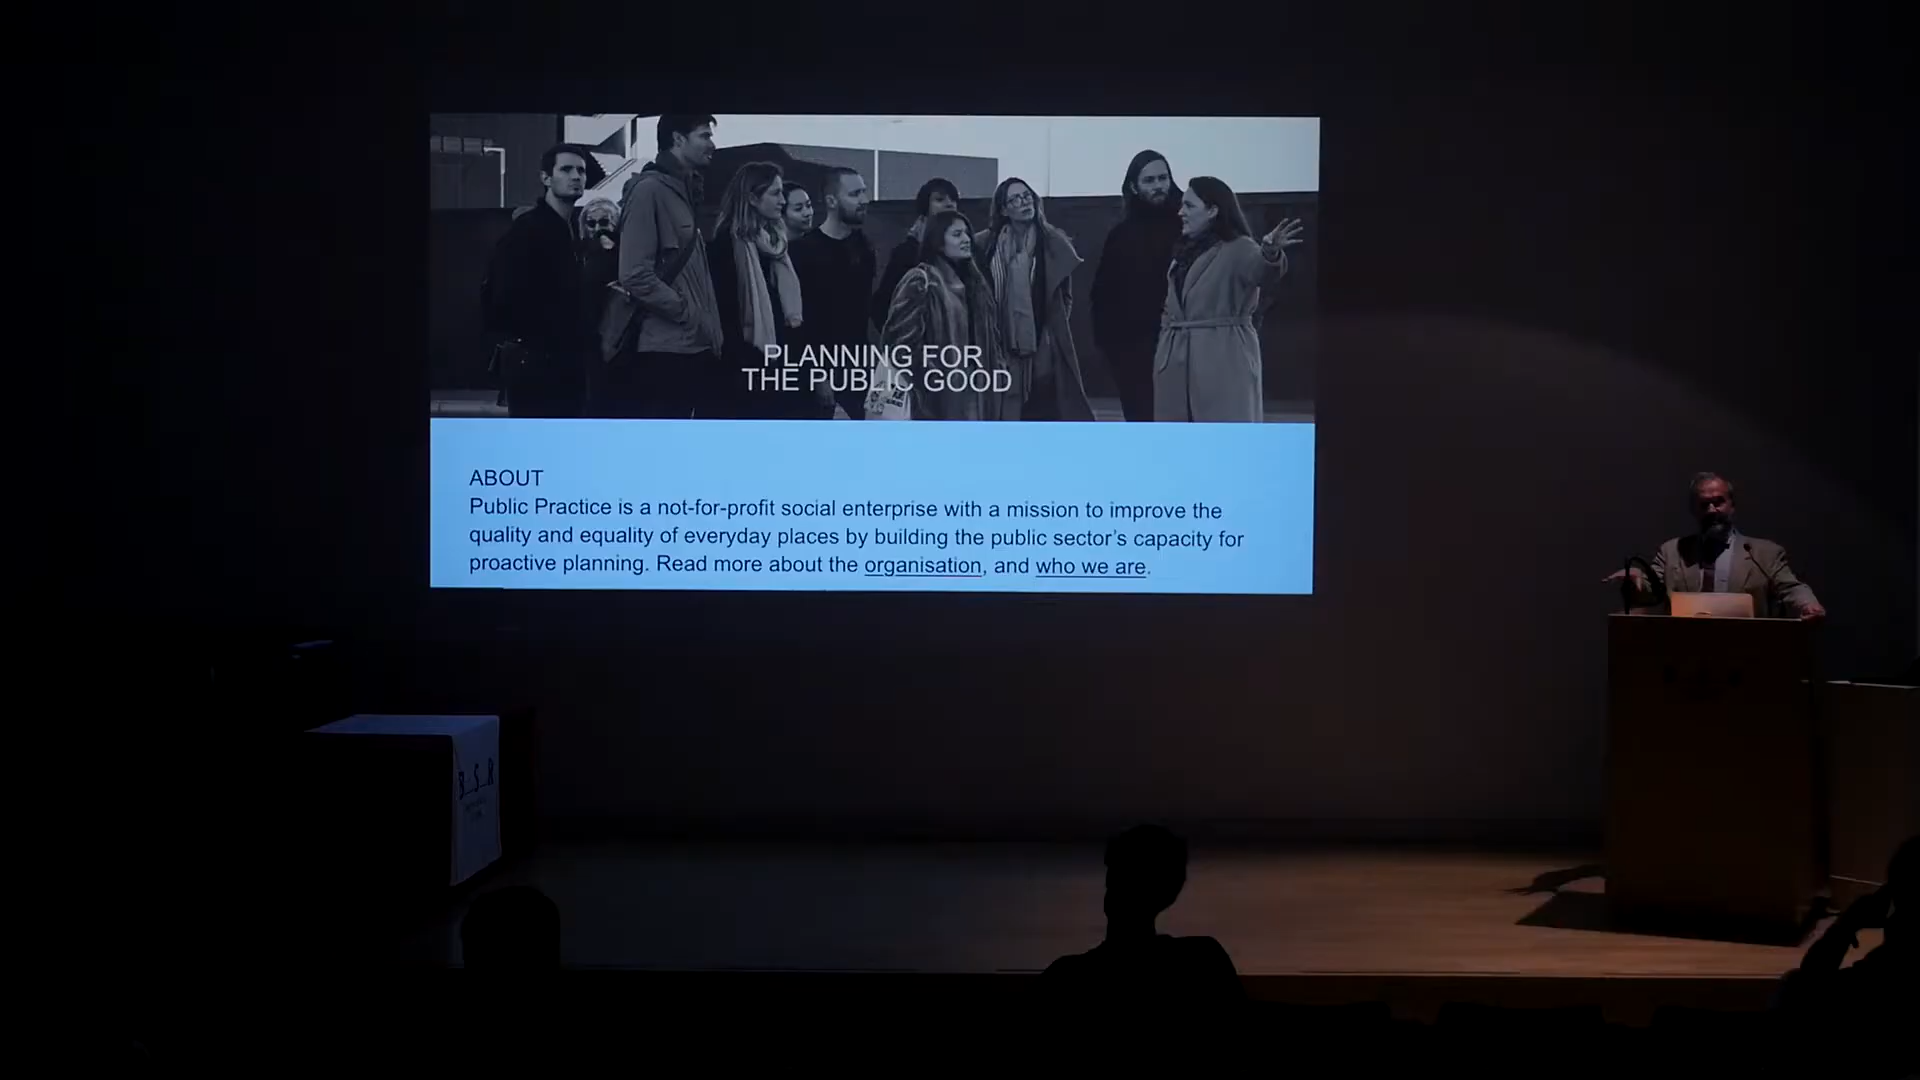 PLANNING FOR
THE PUBLIC GOOD
ABOUT
Public Practice is a not-for-profit social enterprise with a mission to improve the
quality and equality of everyday places by building the public sector's capacity for
proactive planning. Read more about the organisation, and who we are.
B S R